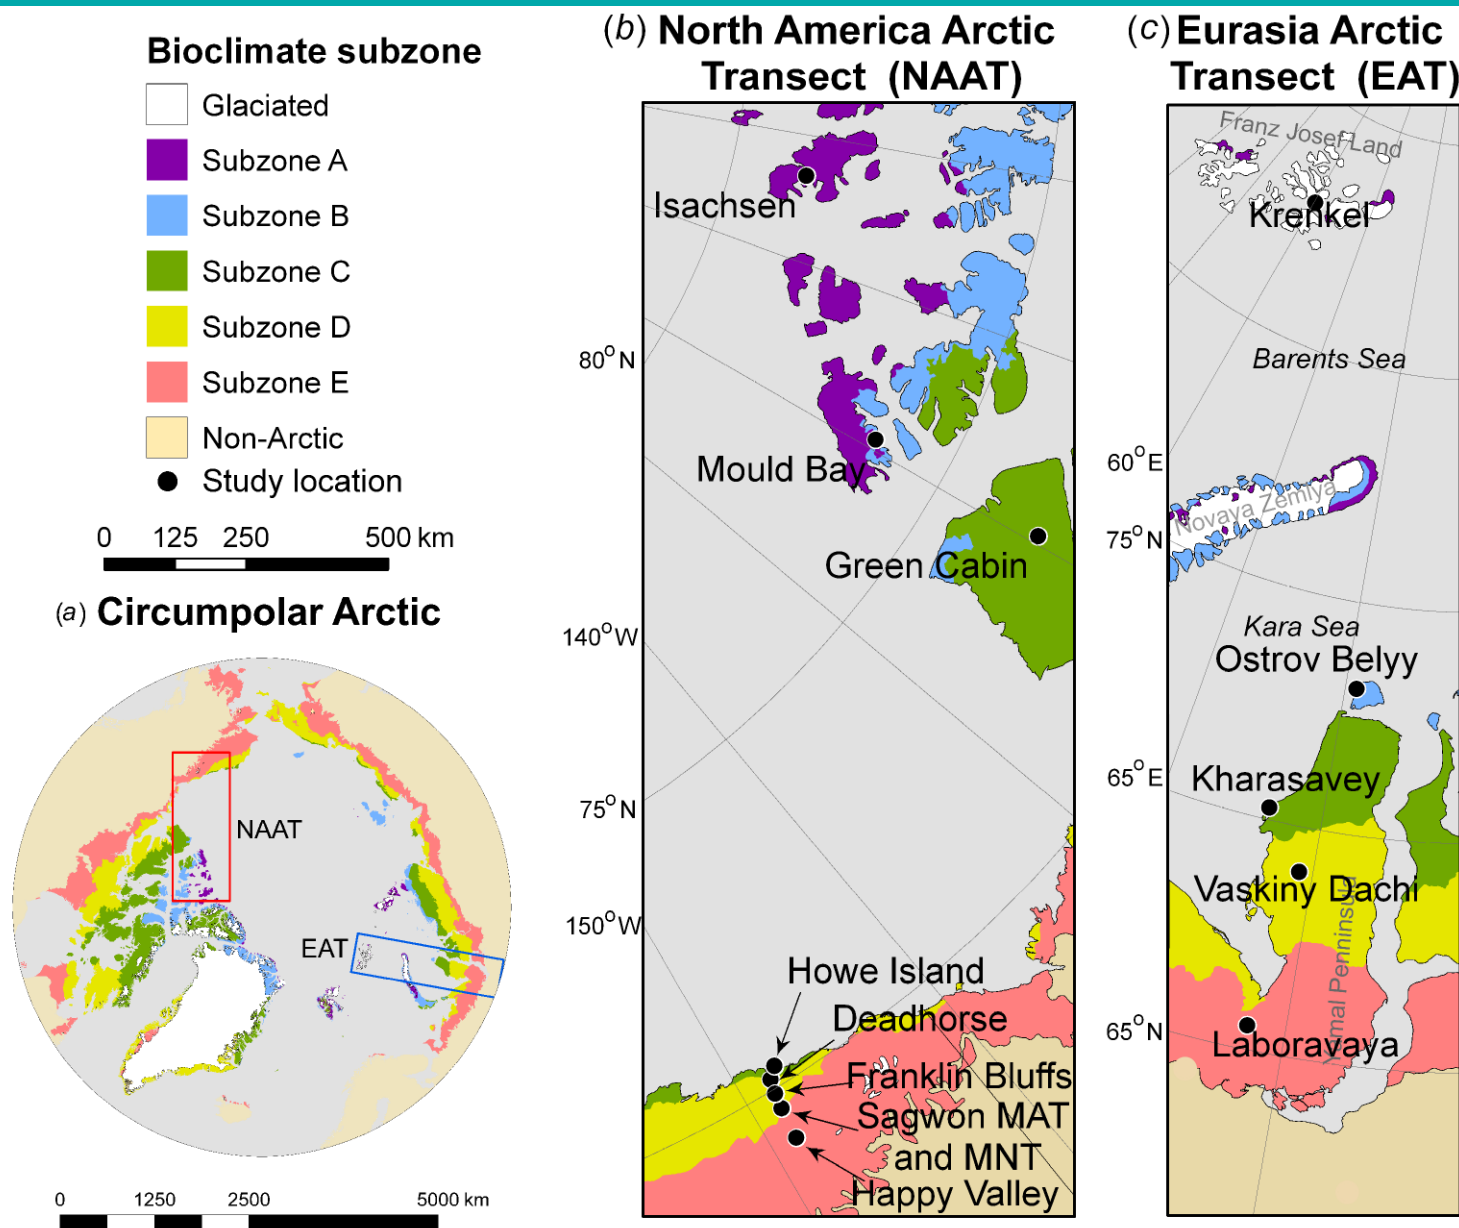 Bioclimate subzone
Glaciated
Subzone A
Subzone B
Subzone C
Subzone D
Subzone E
Non-Arctic
Study location
0 125 250 500 km
(a) Circumpolar Arctic
NAAT
EAT
0 1250 2500 5000 km
(b) North America Arctic
Transect (NAAT)
Isachsen
80°N
Mould Bay
Green Cabin
140°W
75°N
150°W
Howe Island
Deadhorse
Franklin Bluffs
Sagwon MAT
and MNT
Happy Valley
(c) Eurasia Arctic
Transect (EAT)
Franz Josef Land
Krenkel
Barents Sea
60°E
Novaya Zemlya
75°N
Kara Sea
Ostrov Belyy
65°E
Kharasavey
Vaskiny Dachi
Yamal Penninsula
65°N
Laboravaya